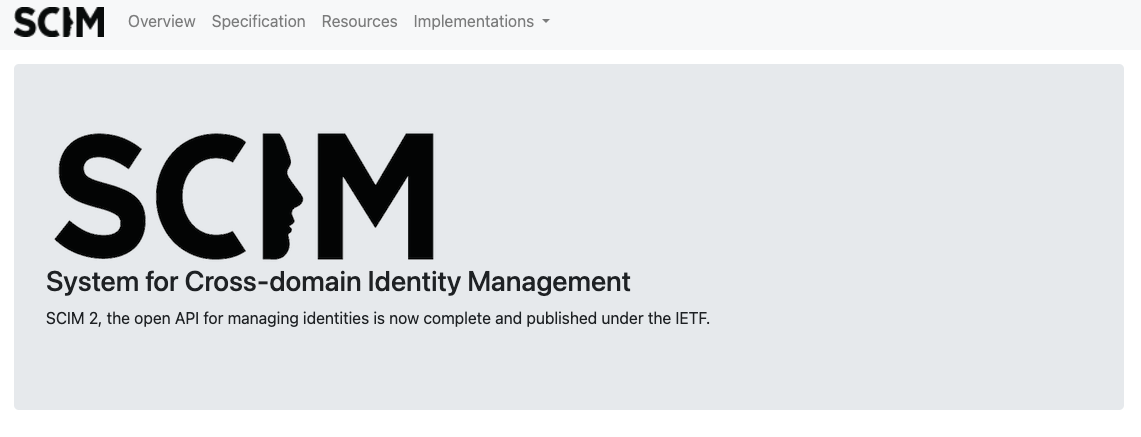 SCIM Overview Specification Resources Implementations
SCIM
System for Cross-domain Identity Management
SCIM 2, the open API for managing identities is now complete and published under the IETF.